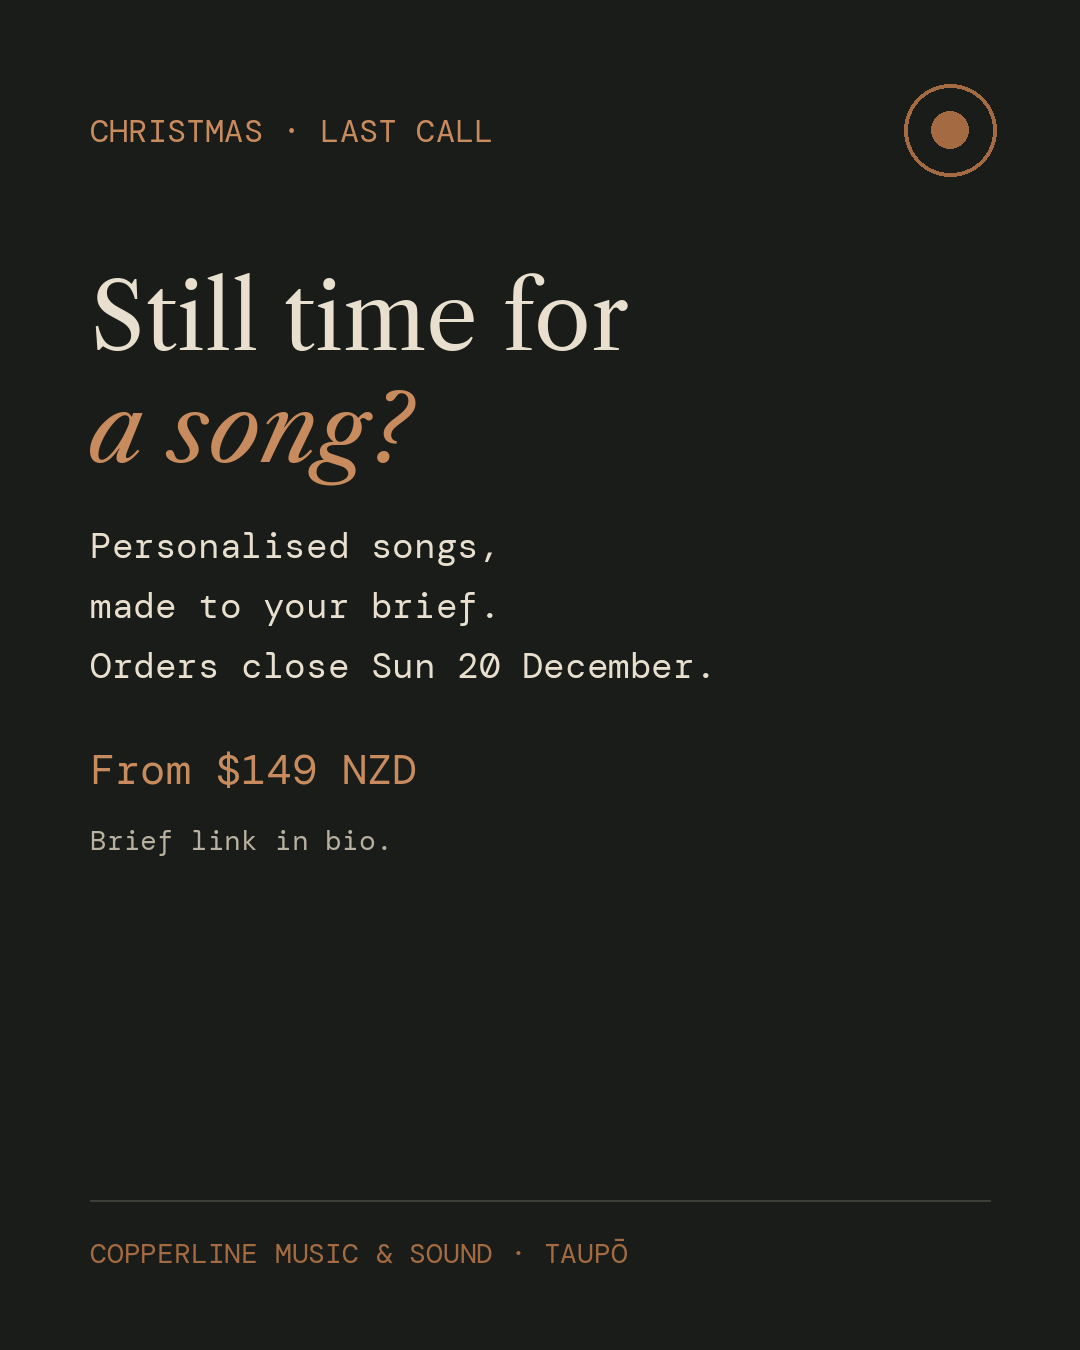 CHRISTMAS · LAST CALL
Still time for
a song?
Personalised songs,
made to your brief.
Orders close Sun 20 December.
From $149 NZD
Brief link in bio.
COPPERLINE MUSIC & SOUND · TAUPŌ